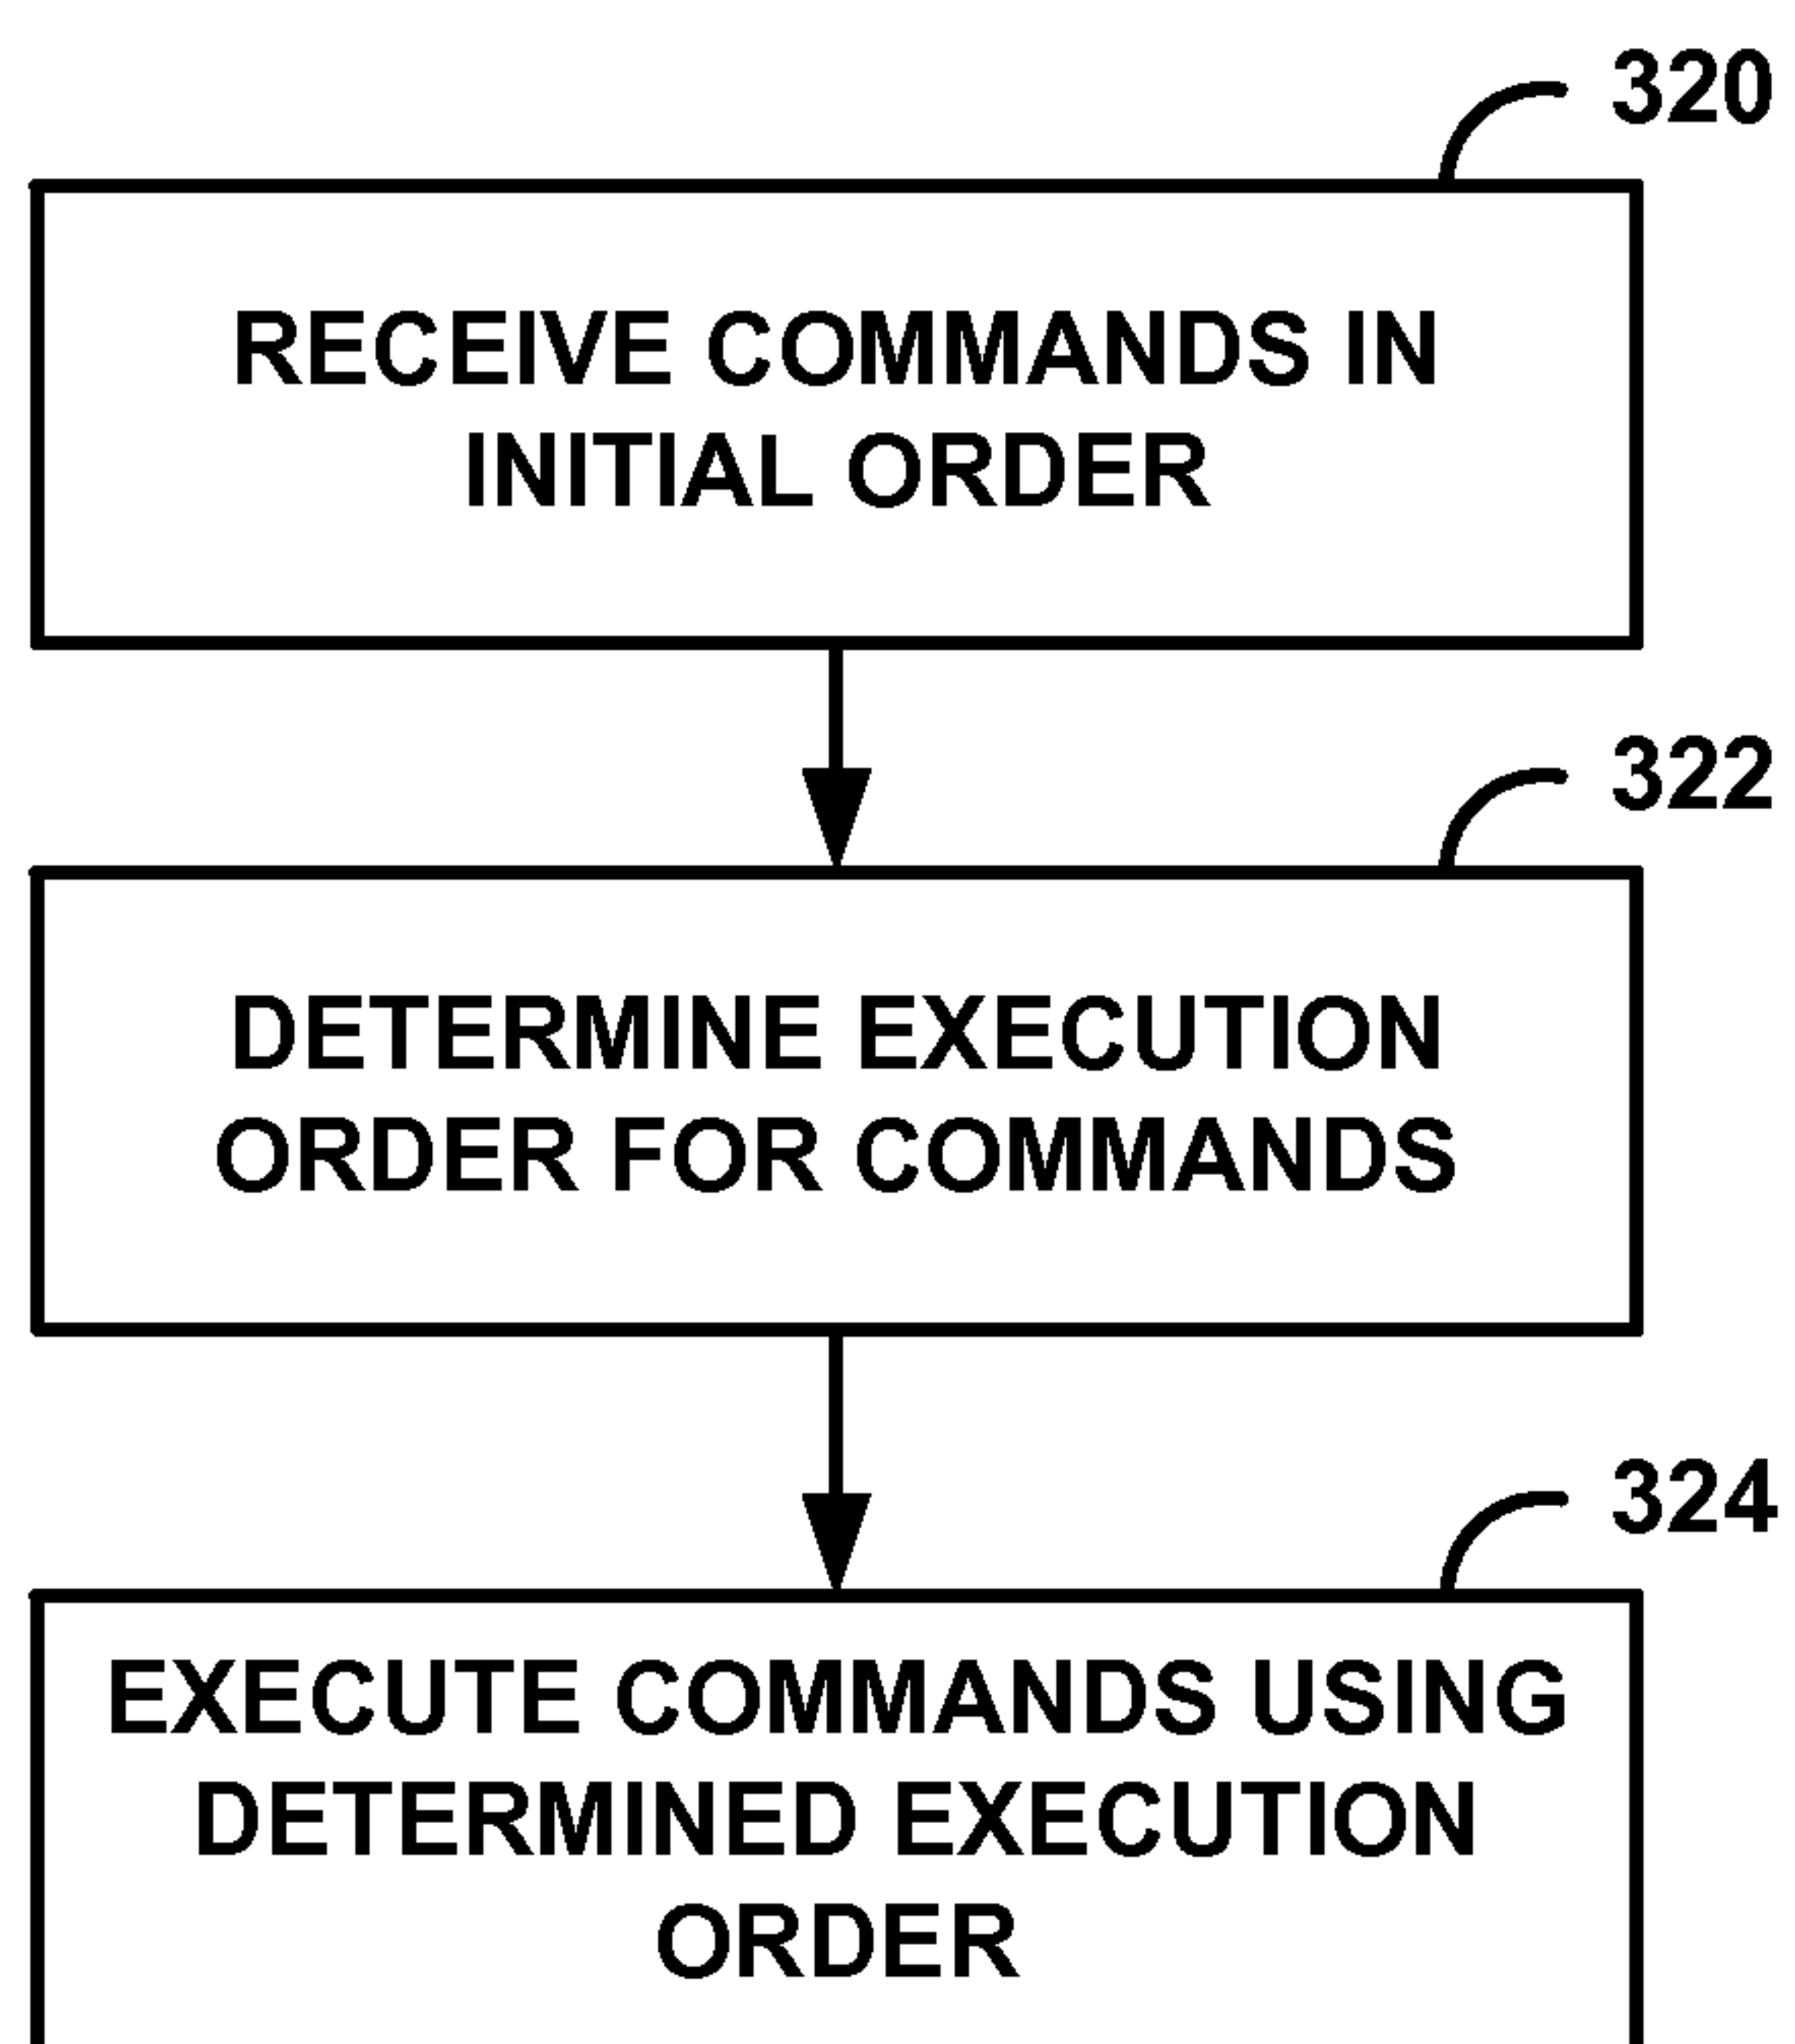 320
RECEIVE COMMANDS IN
INITIAL ORDER
322
DETERMINE EXECUTION
ORDER FOR COMMANDS
324
EXECUTE COMMANDS USING
DETERMINED EXECUTION
ORDER